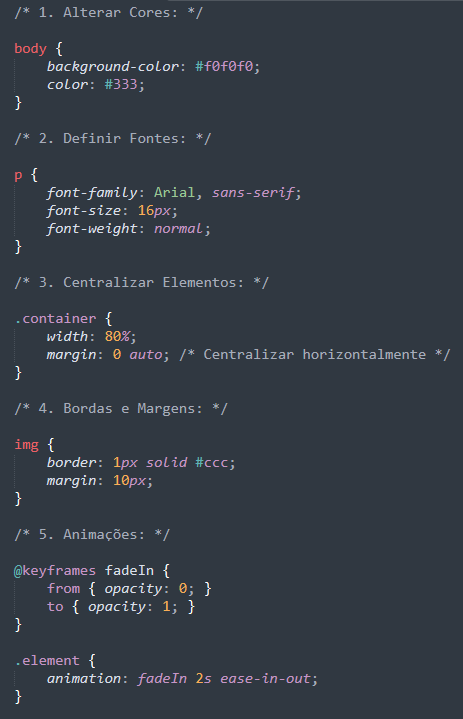 /* 1. Alterar Cores: */
body {
background-color: #f0f0f0;
color: #333;
}
/* 2. Definir Fontes: */
p {
font-family: Arial, sans-serif;
font-size: 16px;
font-weight: normal;
}
/* 3. Centralizar Elementos: */
.container {
width: 80%;
margin: 0 auto; /* Centralizar horizontalmente */
}
/* 4. Bordas e Margens: */
img {
border: 1px solid #ccc;
margin: 10px;
}
/* 5. Animações: */
@keyframes fadeIn {
from { opacity: 0; }
to { opacity: 1; }
}
.element {
animation: fadeIn 2s ease-in-out;
}